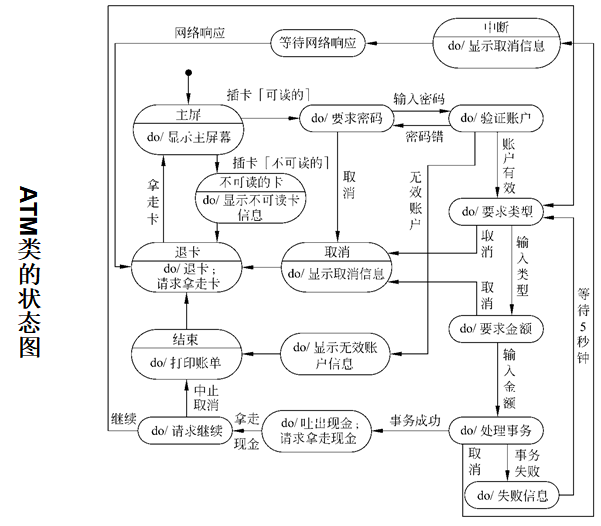 ATM类的状态图
网络响应
等待网络响应
中断
do/显示取消信息
主屏
do/显示主屏幕
插卡「可读的]
do/要求密码
输入密码
密码错
do/验证账户
插卡「不可读的]
不可读的卡
do/显示不可读卡
信息
拿走卡
取消
无效账户
账户有效
do/要求类型
退卡
do/退卡；
请求拿走卡
取消
do/显示取消信息
取消
输入类型
取消
do/要求金额
等待5秒钟
结束
do/打印账单
do/显示无效账
户信息
输入金额
中止
取消
继续
do/请求继续
拿走
现金
do/吐出现金；
请求拿走现金
事务成功
do/处理事务
取消
事务
失败
do/失败信息